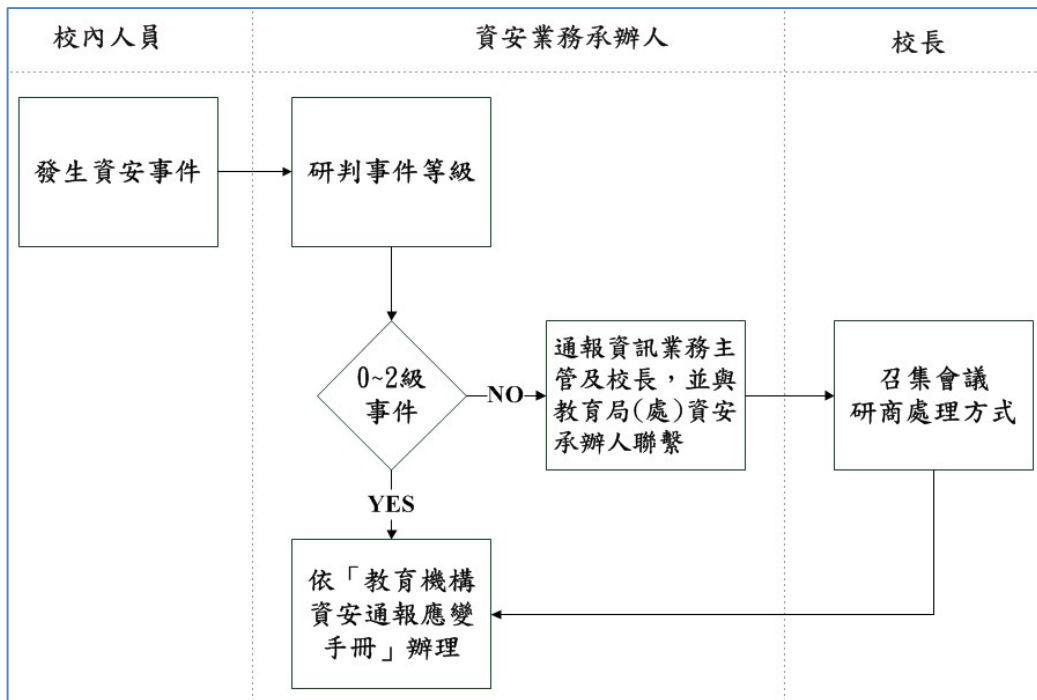 校內人員
資安業務承辦人
校長
發生資安事件
研判事件等級
0~2級
事件
NO
通報資訊業務主
管及校長，並與
教育局(處)資安
承辦人聯繫
召集會議
研商處理方式
YES
依「教育機構
資安通報應變
手冊」辦理